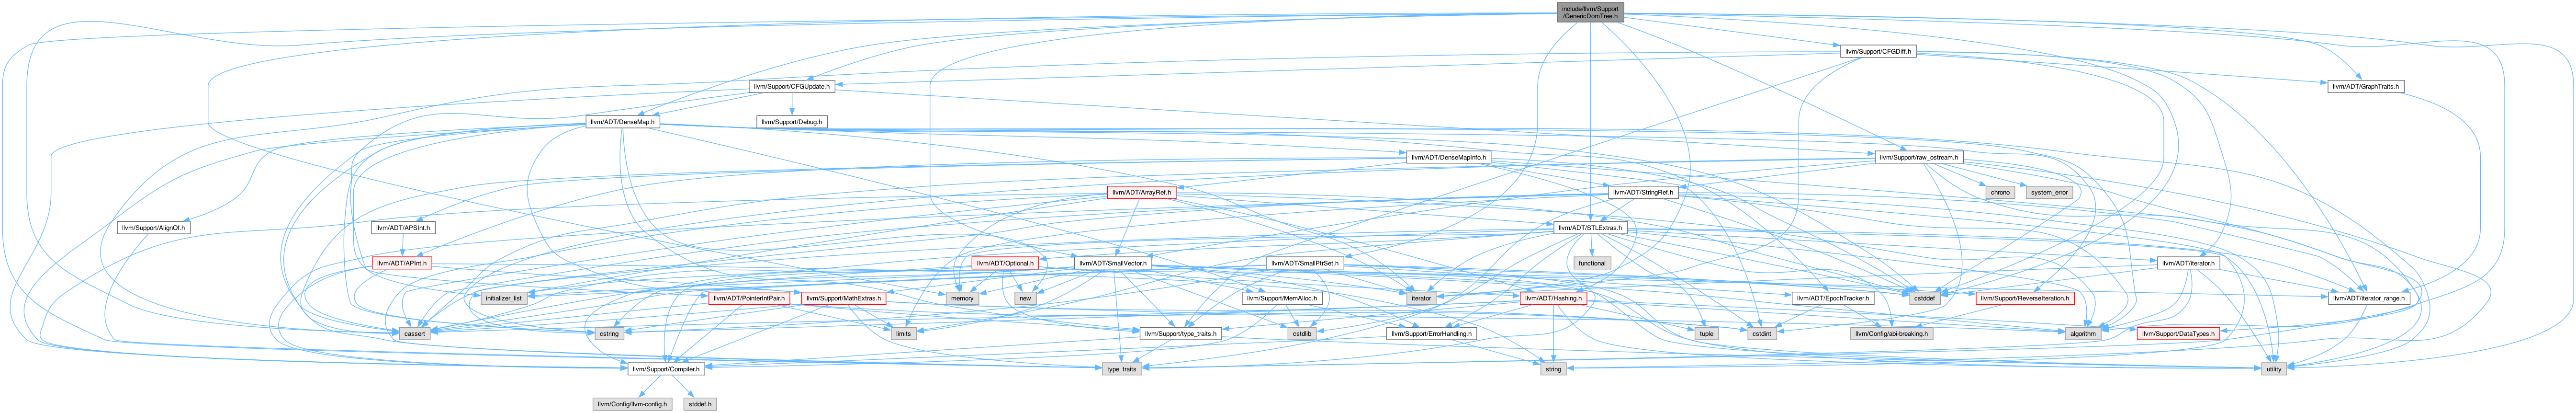 include/llvm/Support
/GenericDomTree.h
llvm/Support/CFGDiff.h
llvm/Support/CFGUpdate.h
llvm/ADT/GraphTraits.h
llvm/ADT/DenseMap.h
llvm/Support/Debug.h
llvm/ADT/DenseMapInfo.h
llvm/Support/raw_ostream.h
llvm/ADT/ArrayRef.h
llvm/ADT/StringRef.h
chrono
system_error
llvm/Support/AlignOf.h
llvm/ADT/APSInt.h
llvm/ADT/STLExtras.h
llvm/ADT/APInt.h
llvm/ADT/Optional.h
llvm/ADT/SmallVector.h
llvm/ADT/SmallPtrSet.h
functional
llvm/ADT/iterator.h
initializer_list
llvm/ADT/PointerIntPair.h
llvm/Support/MathExtras.h
memory
new
llvm/Support/MemAlloc.h
iterator
llvm/ADT/Hashing.h
llvm/ADT/EpochTracker.h
cstddef
llvm/Support/ReverseIteration.h
llvm/ADT/iterator_range.h
cassert
cstring
limits
llvm/Support/type_traits.h
cstdlib
llvm/Support/ErrorHandling.h
tuple
cstdint
llvm/Config/abi-breaking.h
algorithm
llvm/Support/DataTypes.h
llvm/Support/Compiler.h
type_traits
string
utility
llvm/Config/llvm-config.h
stddef.h